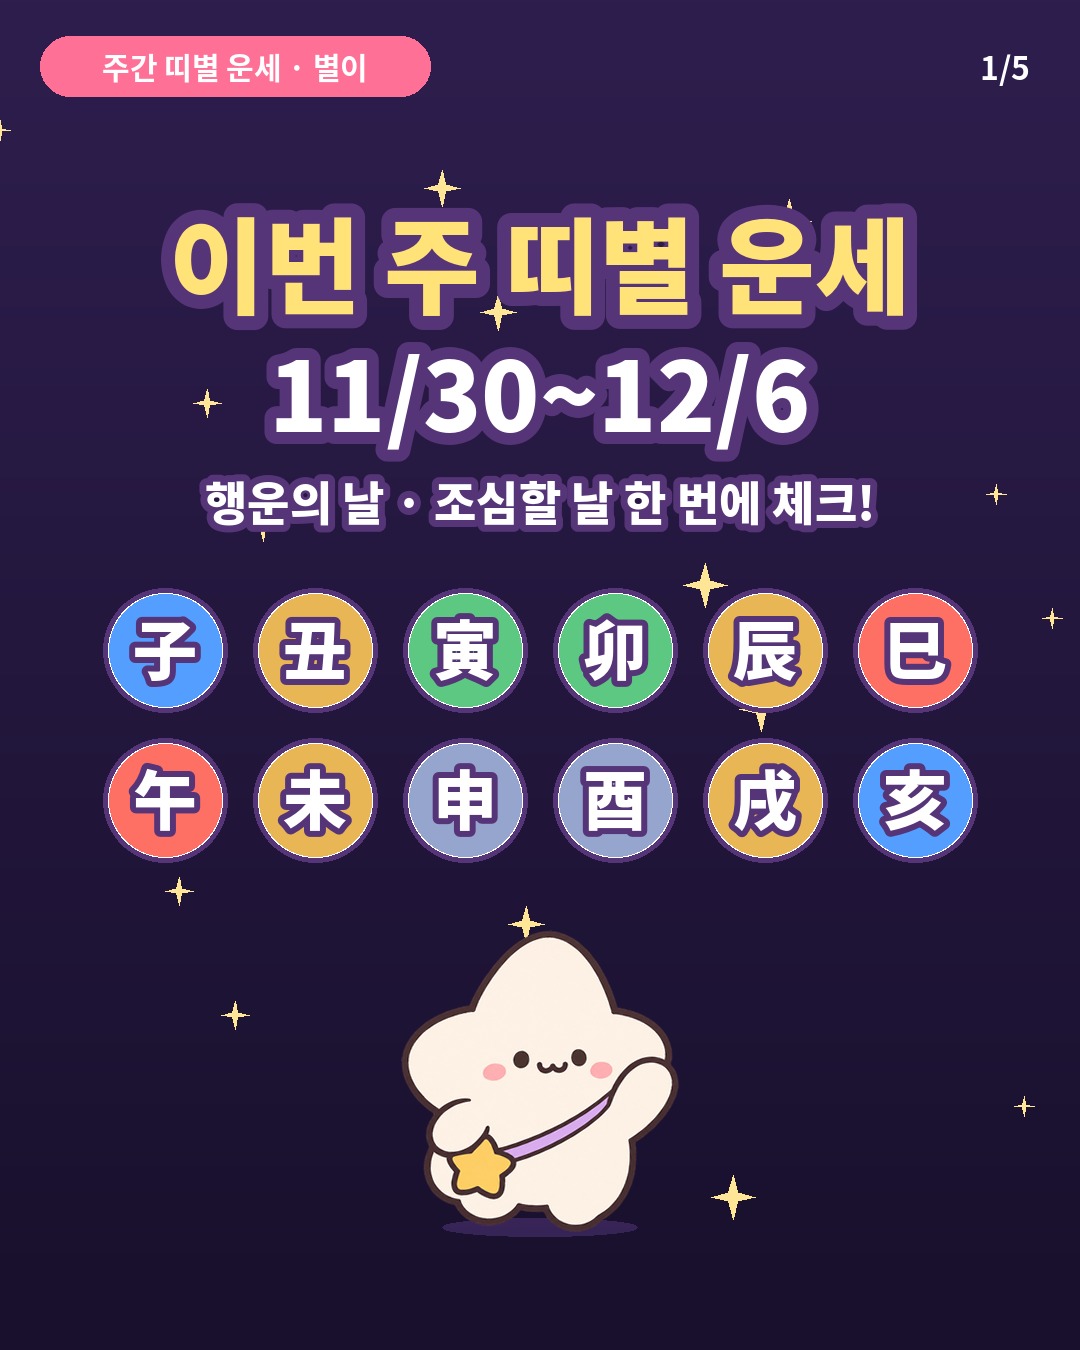 주간 띠별 운세 · 별이
1/5
이번 주 띠별 운세
11/30~12/6
행운의 날 · 조심할 날 한 번에 체크!
子 丑 寅 卯 辰 巳
午 未 申 酉 戌 亥